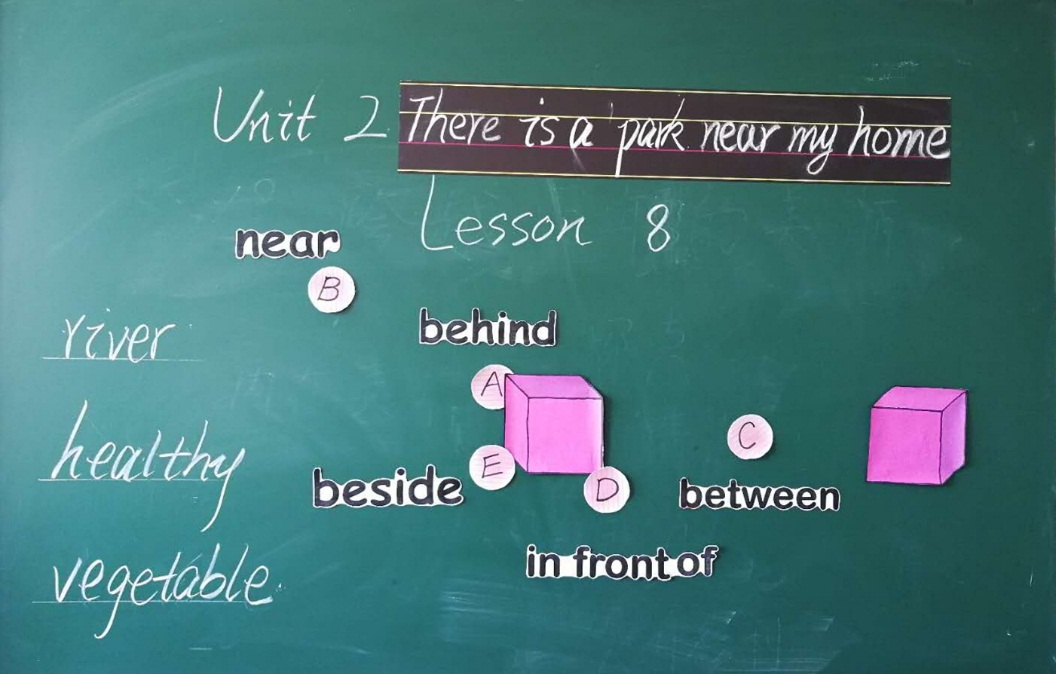 Unit 2 There is a park near my home
Lesson 8
near
B
behind
river
A
C
healthy
E
beside
D
between
in front of
vegetable